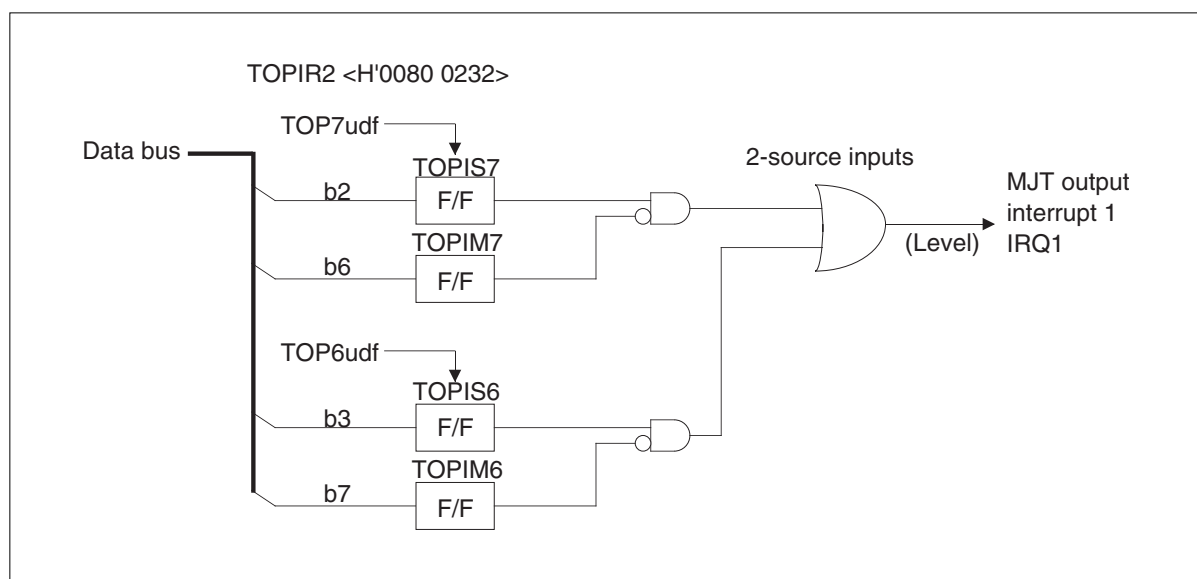 TOPIR2 <H'0080 0232>
TOP7udf
Data bus
TOPIS7
2-source inputs
b2
F/F
MJT output
interrupt 1
IRQ1
(Level)
TOPIM7
b6
F/F
TOP6udf
TOPIS6
b3
F/F
TOPIM6
b7
F/F